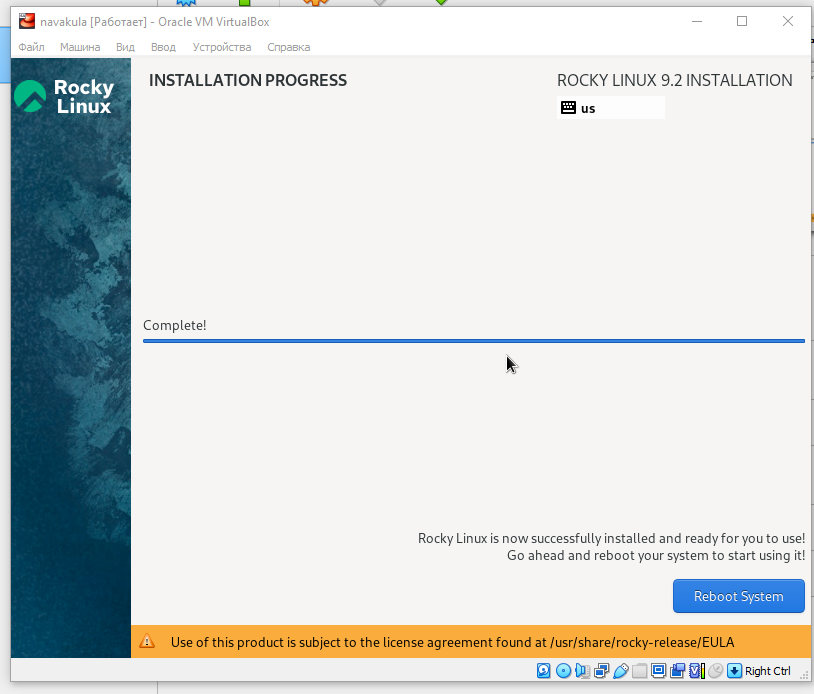 navakula [Работает] - Oracle VM VirtualBox
Файл Машина Вид Ввод Устройства Справка
Rocky
Linux
INSTALLATION PROGRESS
ROCKY LINUX 9.2 INSTALLATION
us
Complete!
Rocky Linux is now successfully installed and ready for you to use!
Go ahead and reboot your system to start using it!
Reboot System
Use of this product is subject to the license agreement found at /usr/share/rocky-release/EULA
Right Ctrl